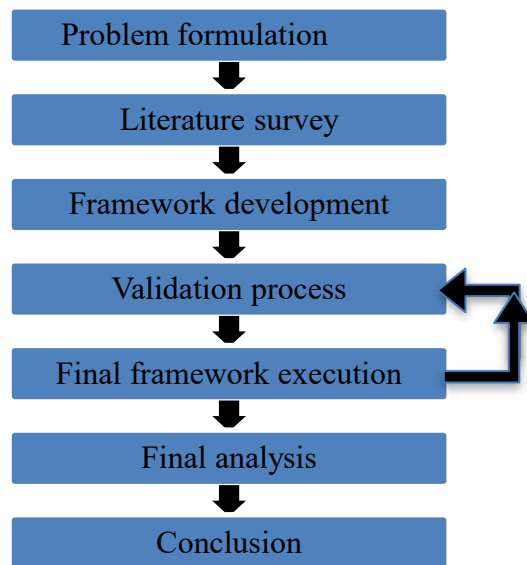 Problem formulation
Literature survey
Framework development
Validation process
Final framework execution
Final analysis
Conclusion